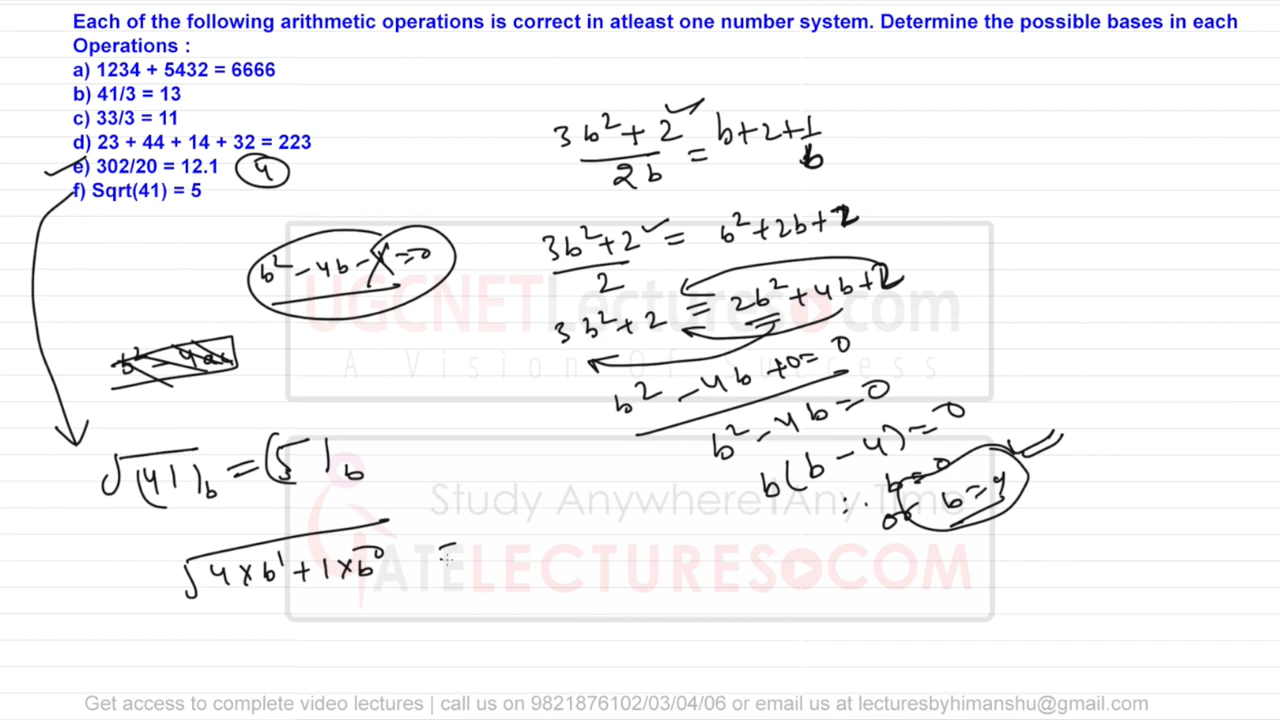 Each of the following arithmetic operations is correct in atleast one number system. Determine the possible bases in each
Operations :
a) 1234 + 5432 = 6666
b) 41/3 = 13
c) 33/3 = 11
d) 23 + 44 + 14 + 32 = 223
e) 302/20 = 12.1 4
f) Sqrt(41) = 5
3b²+2 / 2b = b+2+1/b
3b²+2 / 2 = b²+2b+2
b²-4b-x=0
3b²+2 = 2b²+4b+2
b²-4b+0=0
b²-4b=0
b(b-4)=0
∴ b=0
or b=4
√(41)b = (5)b
√4×b¹+1×b⁰ =
UGCNETLectures.com
A Vision Of Success
Study Anywhere!Any Time
GATELECTURES.COM
Get access to complete video lectures | call us on 9821876102/03/04/06 or email us at lecturesbyhimanshu@gmail.com